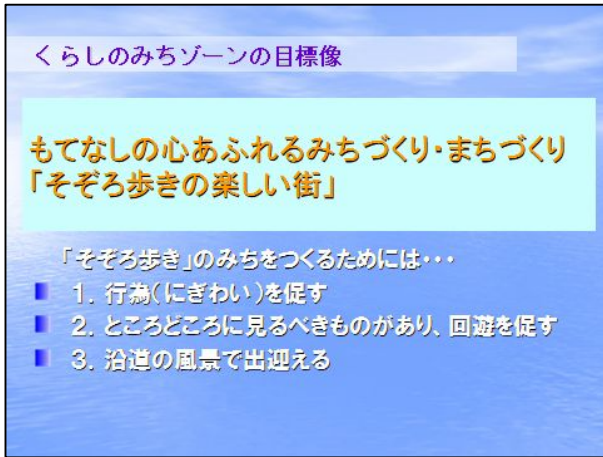 くらしのみちゾーンの目標像
もてなしの心あふれるみちづくり・まちづくり
「そぞろ歩きの楽しい街」
「そぞろ歩き」のみちをつくるためには・・・
１．行為（にぎわい）を促す
２．ところどころに見るべきものがあり、回遊を促す
３．沿道の風景で出迎える